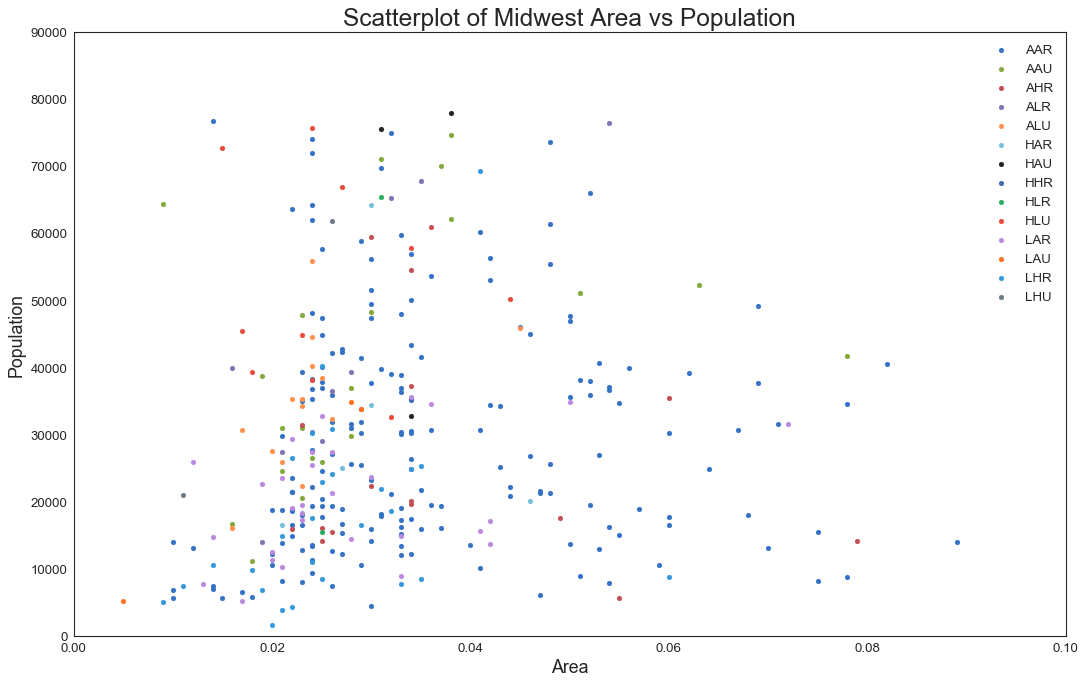 Scatterplot of Midwest Area vs Population
90000
80000
70000
60000
50000
40000
30000
20000
10000
0
Population
AAR
AAU
AHR
ALR
ALU
HAR
HAU
HHR
HLR
HLU
LAR
LAU
LHR
LHU
0.00 0.02 0.04 0.06 0.08 0.10
Area